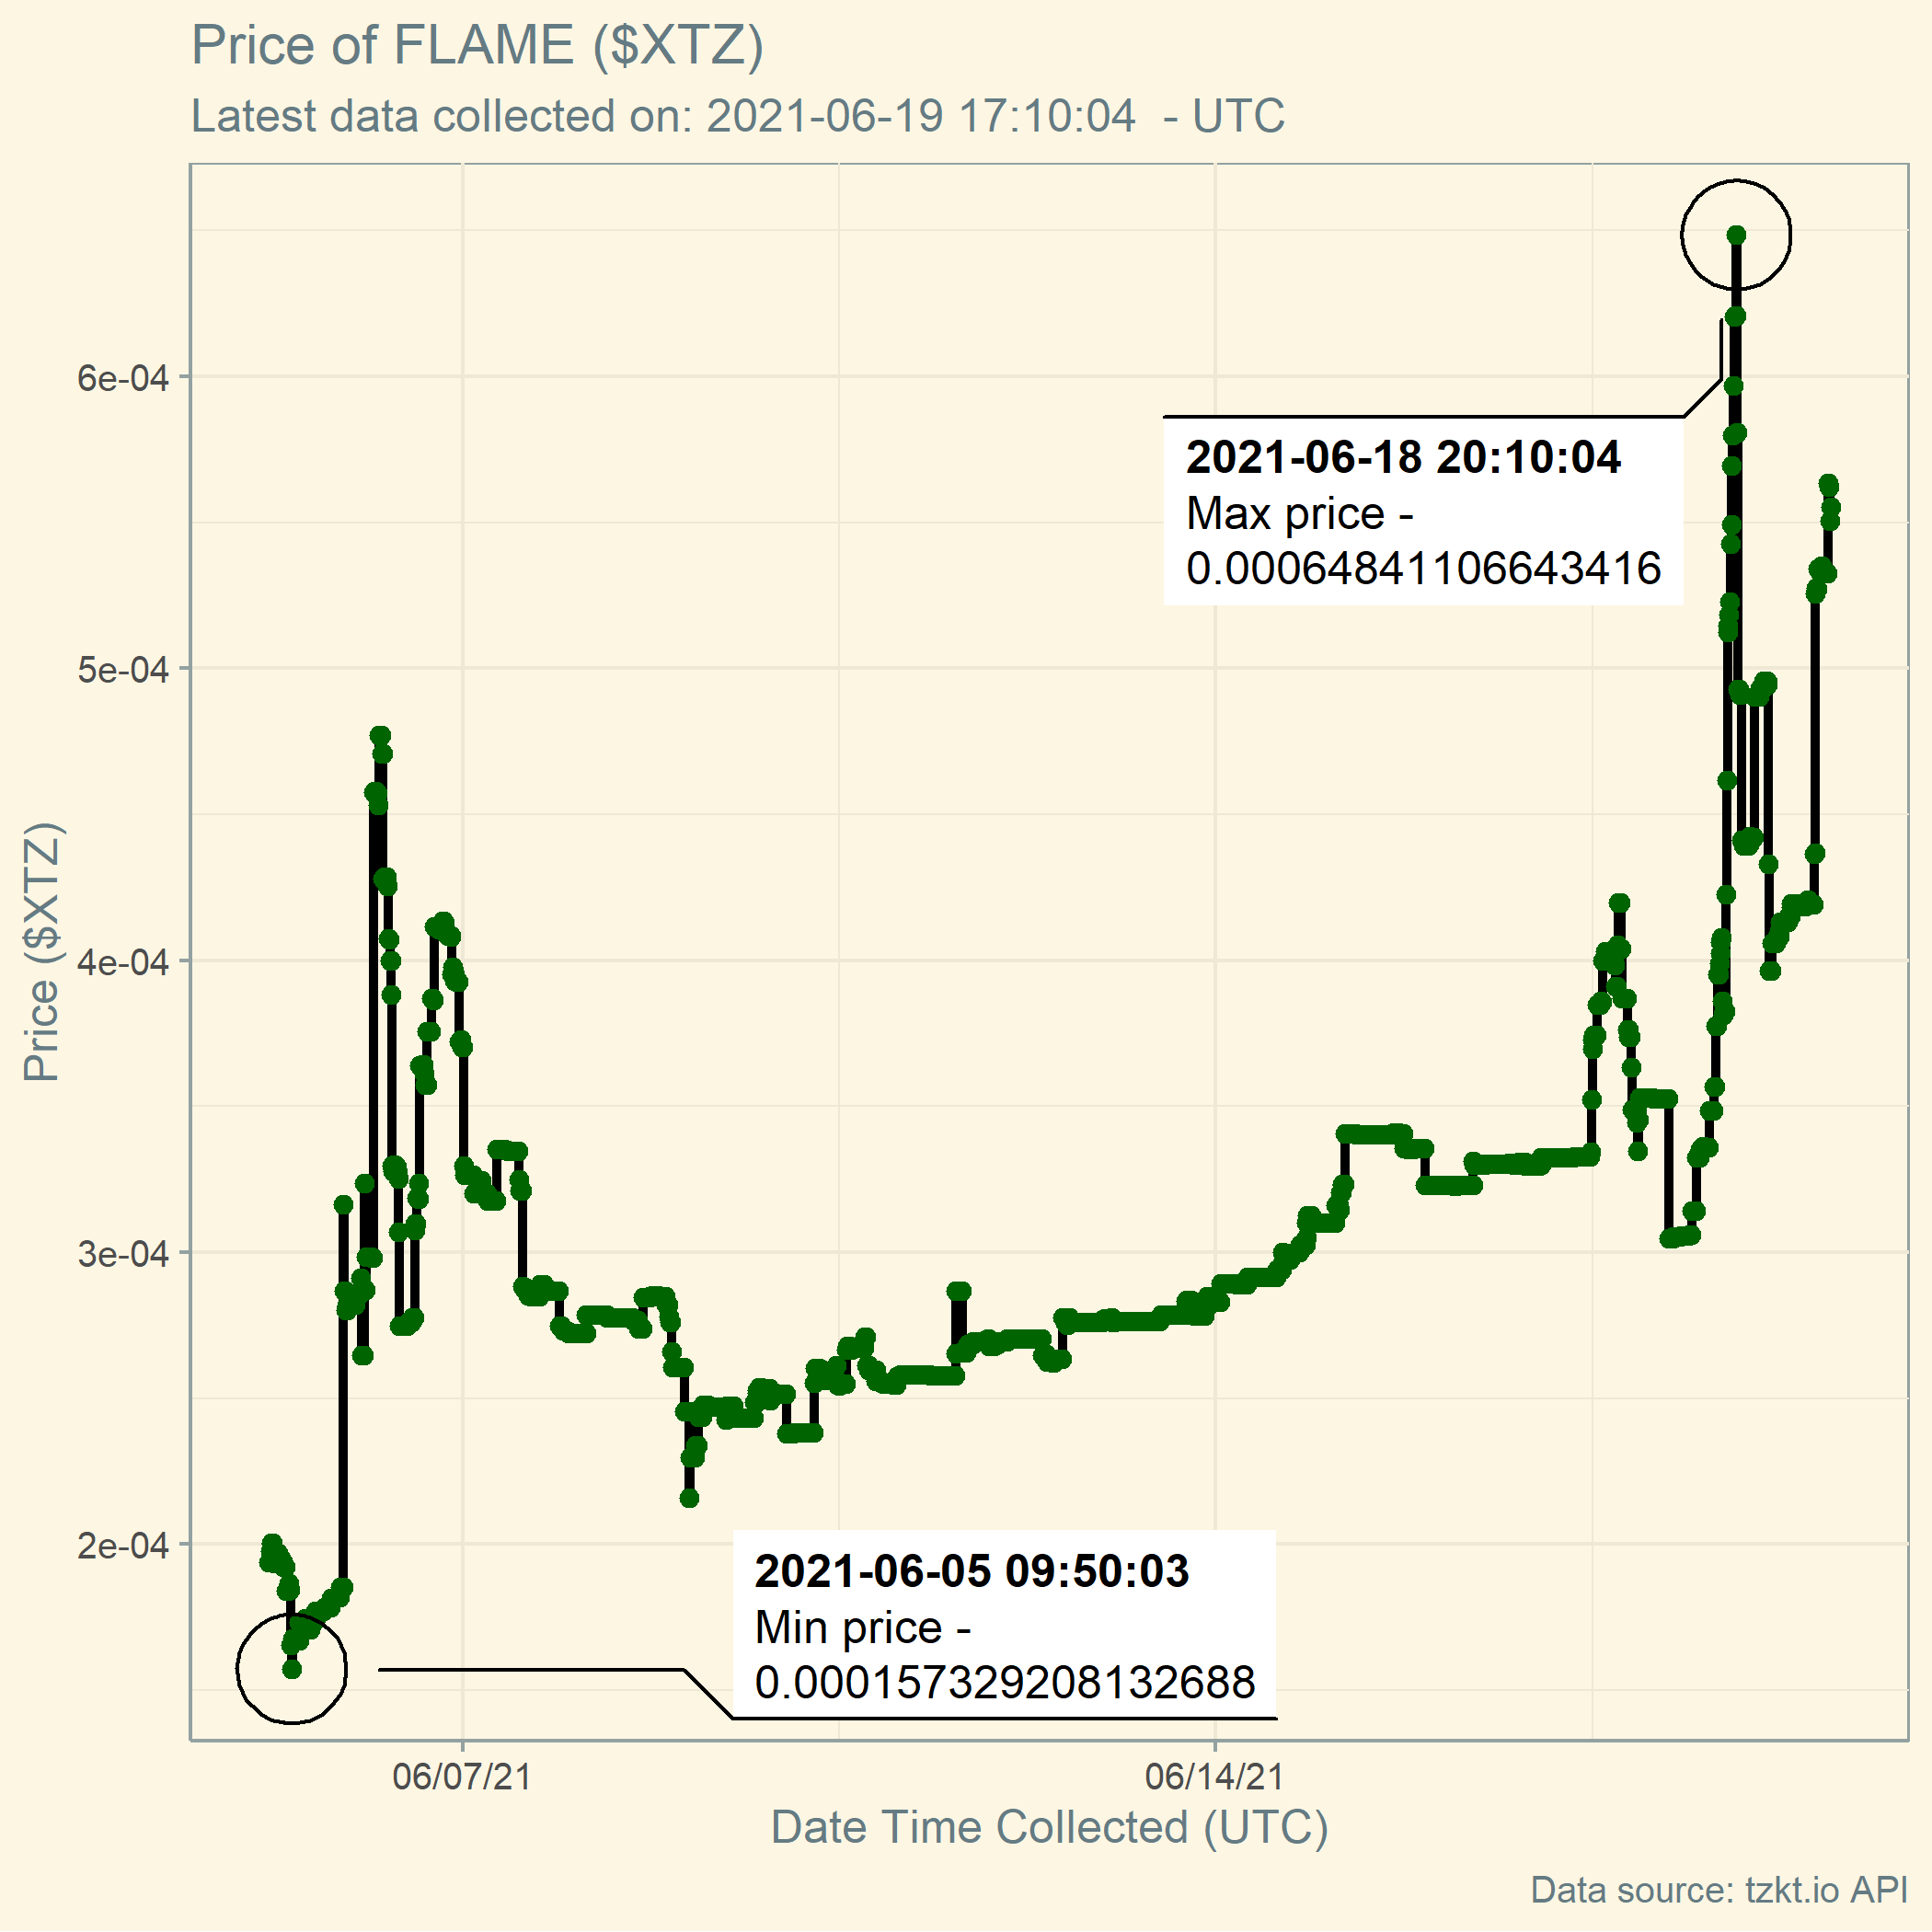 Price of FLAME ($XTZ)
Latest data collected on: 2021-06-19 17:10:04  - UTC
Price ($XTZ)
6e-04
5e-04
4e-04
3e-04
2e-04
2021-06-18 20:10:04
Max price -
0.00064841106643416
2021-06-05 09:50:03
Min price -
0.000157329208132688
06/07/21
06/14/21
Date Time Collected (UTC)
Data source: tzkt.io API